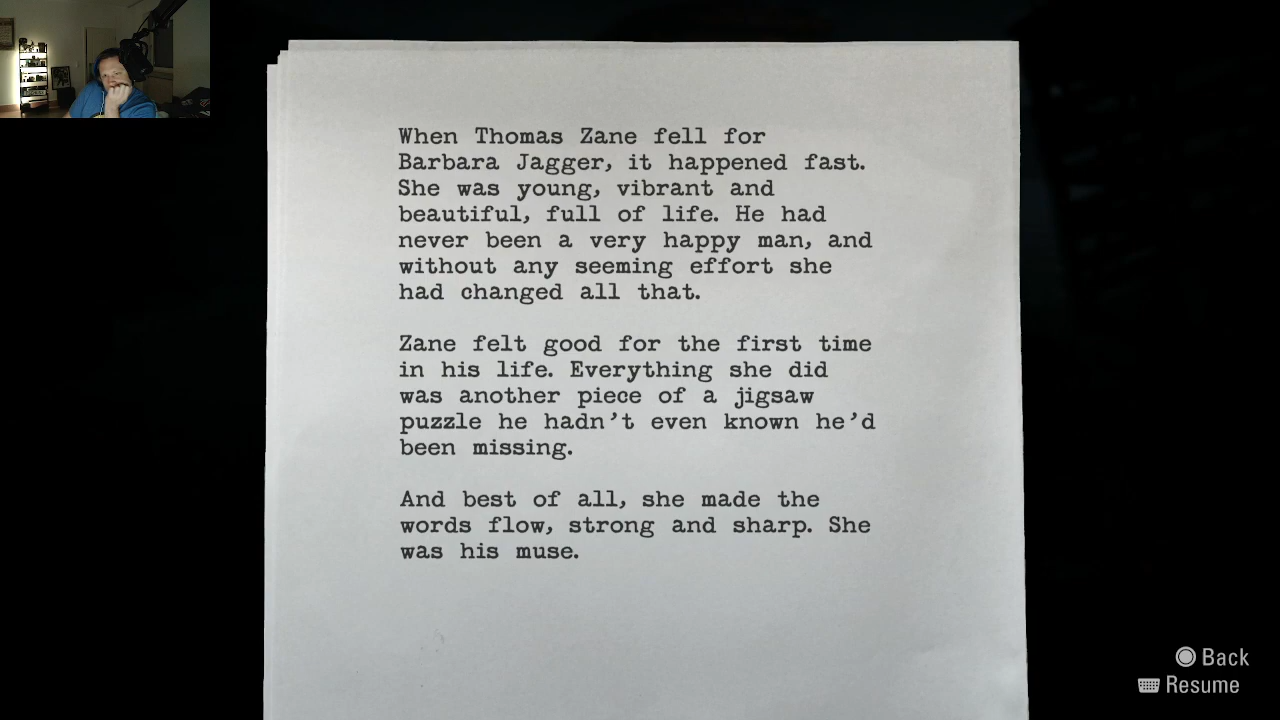 When Thomas Zane fell for
Barbara Jagger, it happened fast.
She was young, vibrant and
beautiful, full of life. He had
never been a very happy man, and
without any seeming effort she
had changed all that.
Zane felt good for the first time
in his life. Everything she did
was another piece of a jigsaw
puzzle he hadn’t even known he’d
been missing.
And best of all, she made the
words flow, strong and sharp. She
was his muse.
Back
Resume